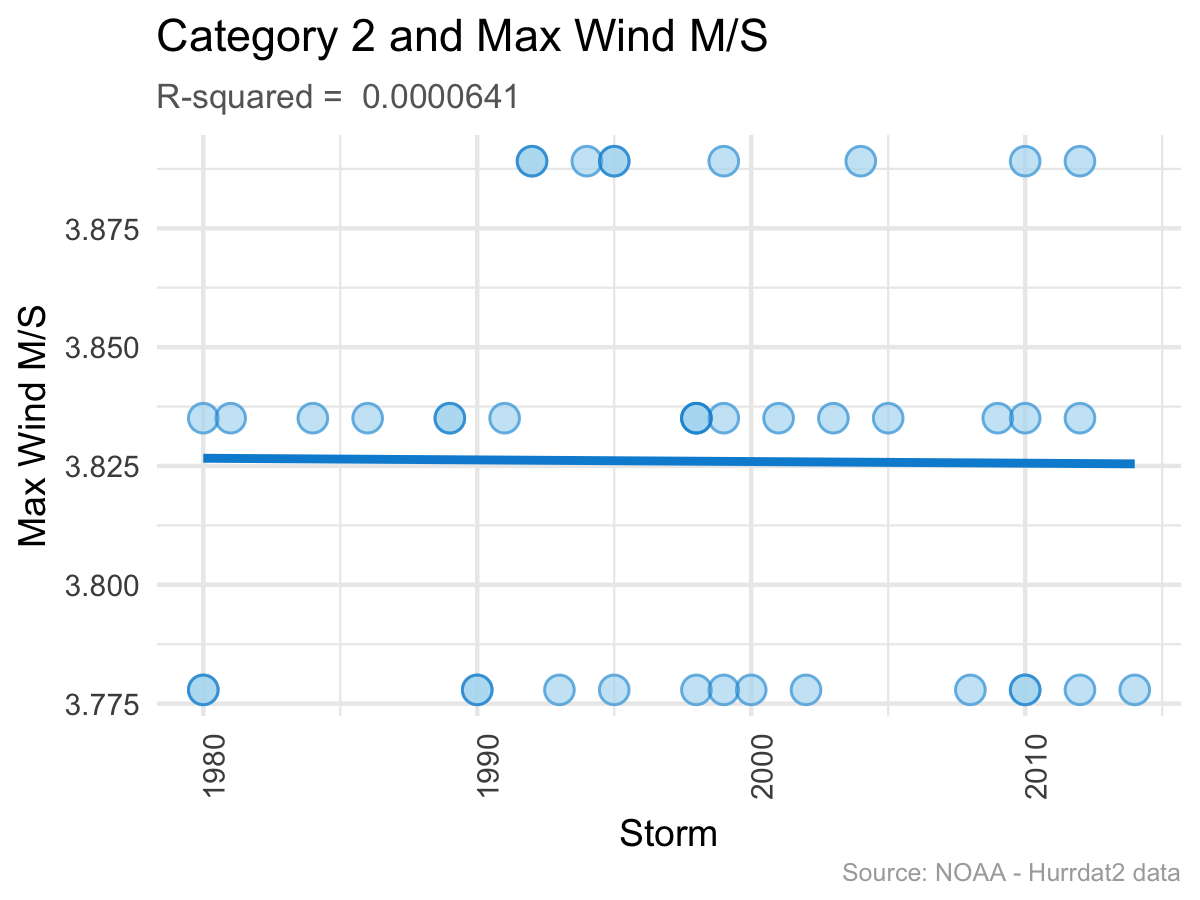 Category 2 and Max Wind M/S
R-squared =  0.0000641
Max Wind M/S
3.875
3.850
3.825
3.800
3.775
1980
1990
2000
2010
Storm
Source: NOAA - Hurrdat2 data